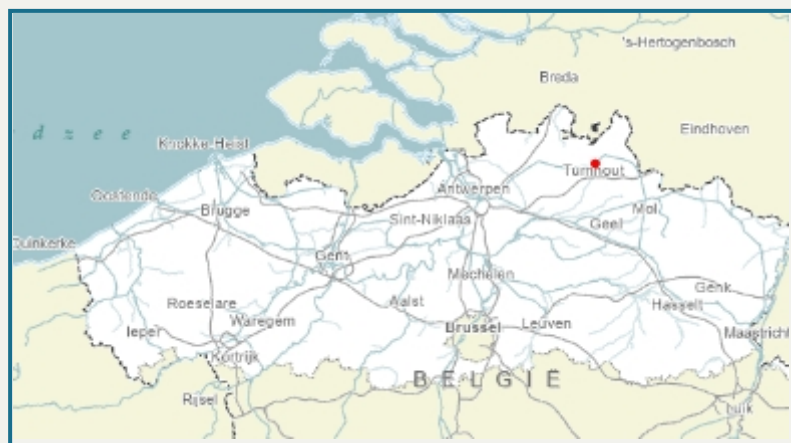 's-Hertogenbosch
Breda
dzee
Eindhoven
Knokke-Heist
Turnhout
Oostende
Antwerpen
Brugge
Mol
Sint-Niklaas
Geel
Duinkerke
Gent
Mechelen
Genk
Roeselare
Aalst
Hasselt
Waregem
Brussel
Leuven
Ieper
Maastricht
Kortrijk
BELGIË
Rijsel
Luik